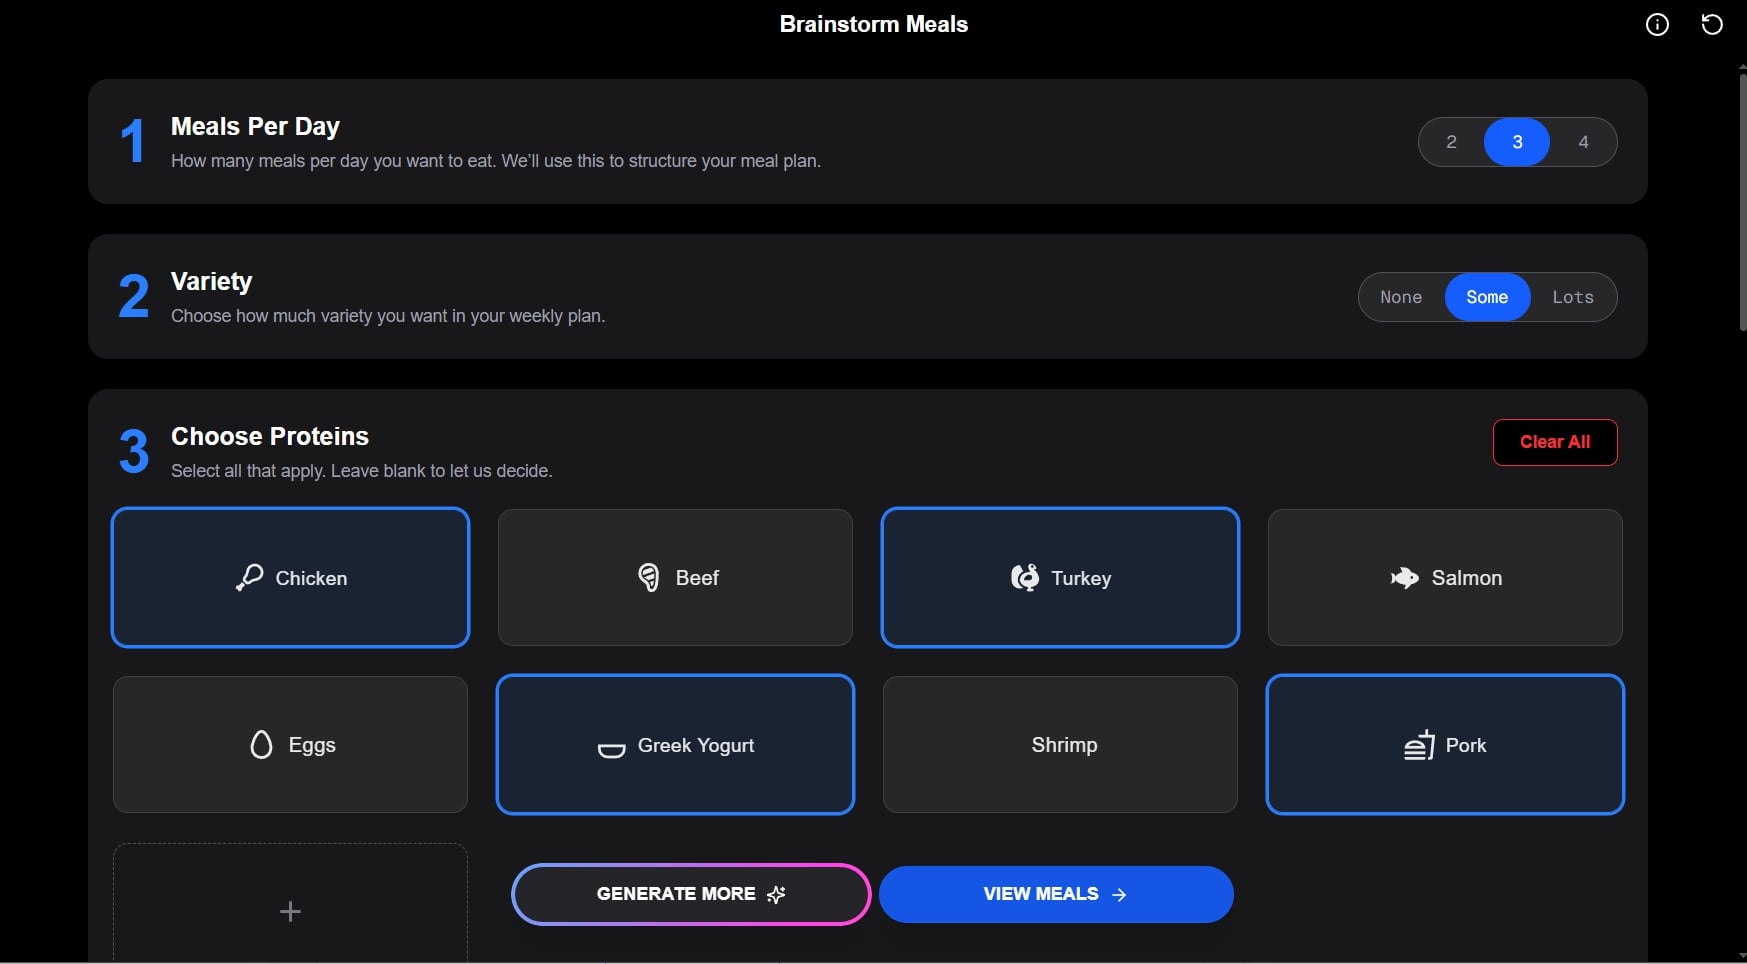 Brainstorm Meals
1
Meals Per Day
How many meals per day you want to eat. We’ll use this to structure your meal plan.
2 3 4
2
Variety
Choose how much variety you want in your weekly plan.
None Some Lots
3
Choose Proteins
Select all that apply. Leave blank to let us decide.
Clear All
Chicken
Beef
Turkey
Salmon
Eggs
Greek Yogurt
Shrimp
Pork
GENERATE MORE
VIEW MEALS